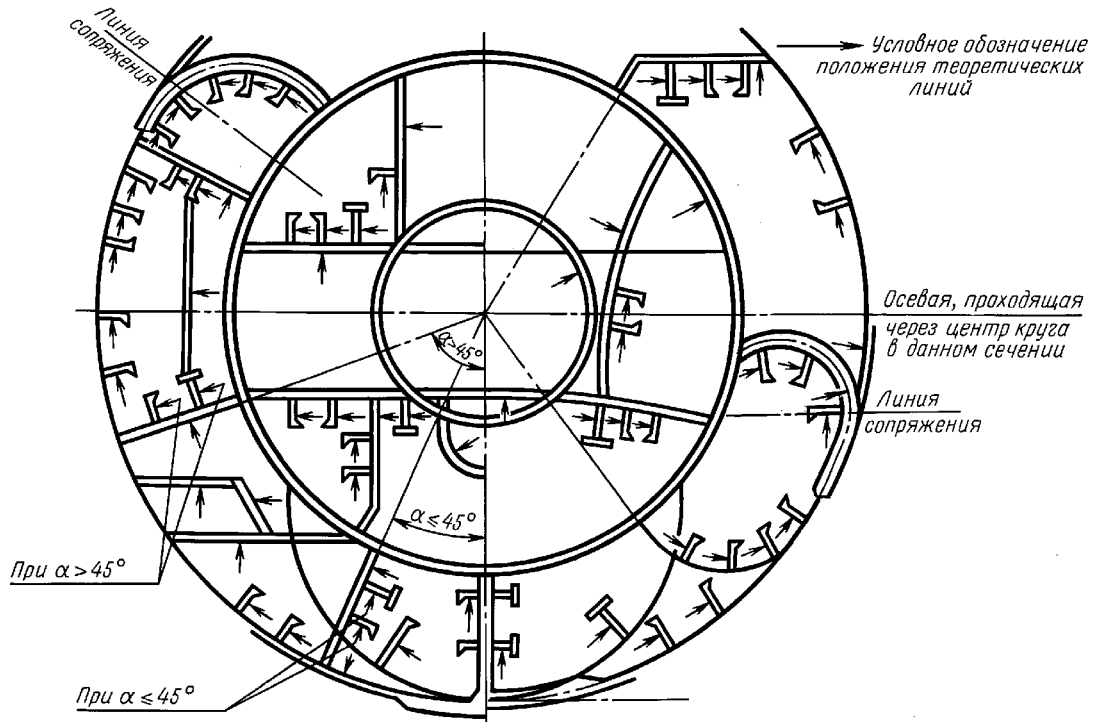 Линия
сопряжения
Условное обозначение
положения теоретических
линий
Осевая, проходящая
через центр круга
в данном сечении
α>45°
Линия
сопряжения
α≤45°
При α>45°
При α≤45°